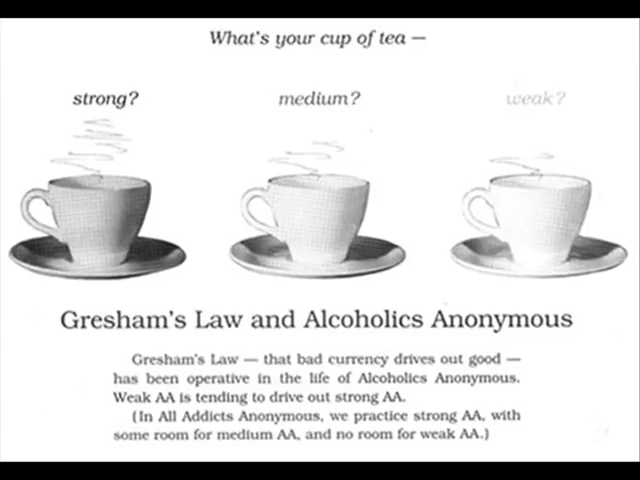 What's your cup of tea —
strong? medium? weak?
Gresham's Law and Alcoholics Anonymous
Gresham's Law — that bad currency drives out good —
has been operative in the life of Alcoholics Anonymous.
Weak AA is tending to drive out strong AA.
(In All Addicts Anonymous, we practice strong AA, with
some room for medium AA, and no room for weak AA.)